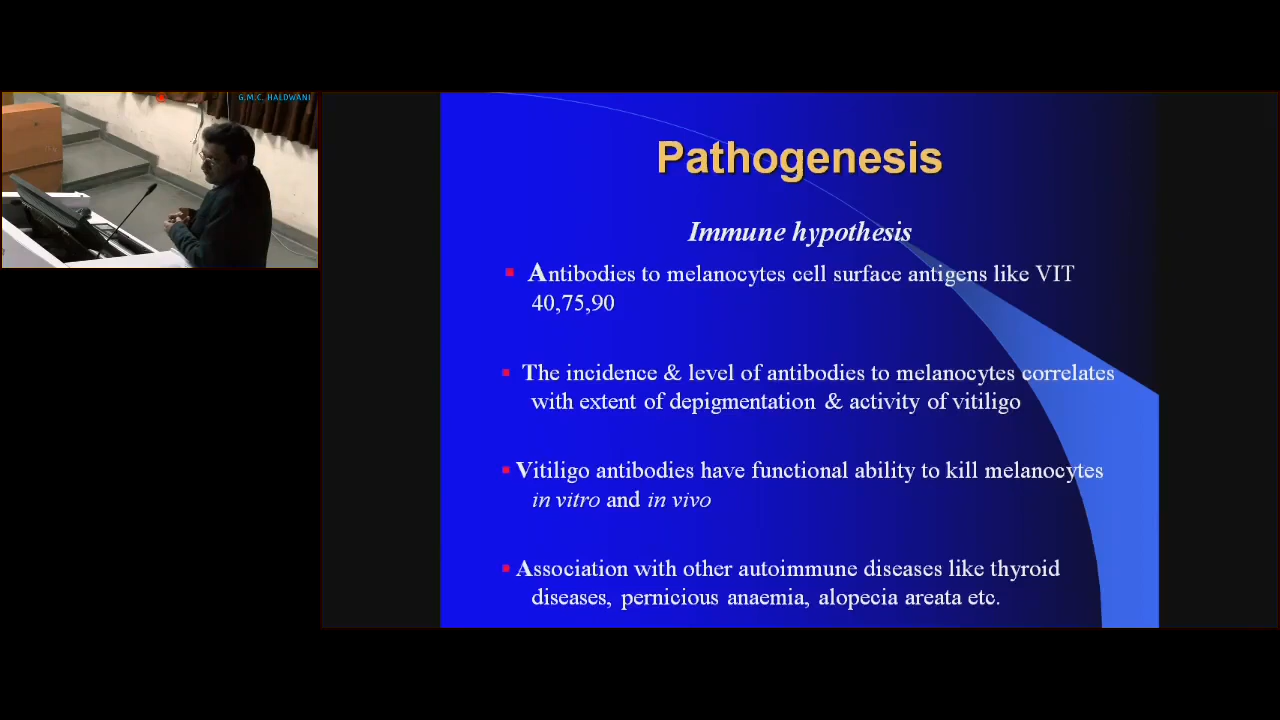 G.M.C. HALDWANI
Pathogenesis
Immune hypothesis
Antibodies to melanocytes cell surface antigens like VIT
40,75,90
The incidence & level of antibodies to melanocytes correlates
with extent of depigmentation & activity of vitiligo
Vitiligo antibodies have functional ability to kill melanocytes
in vitro and in vivo
Association with other autoimmune diseases like thyroid
diseases, pernicious anaemia, alopecia areata etc.